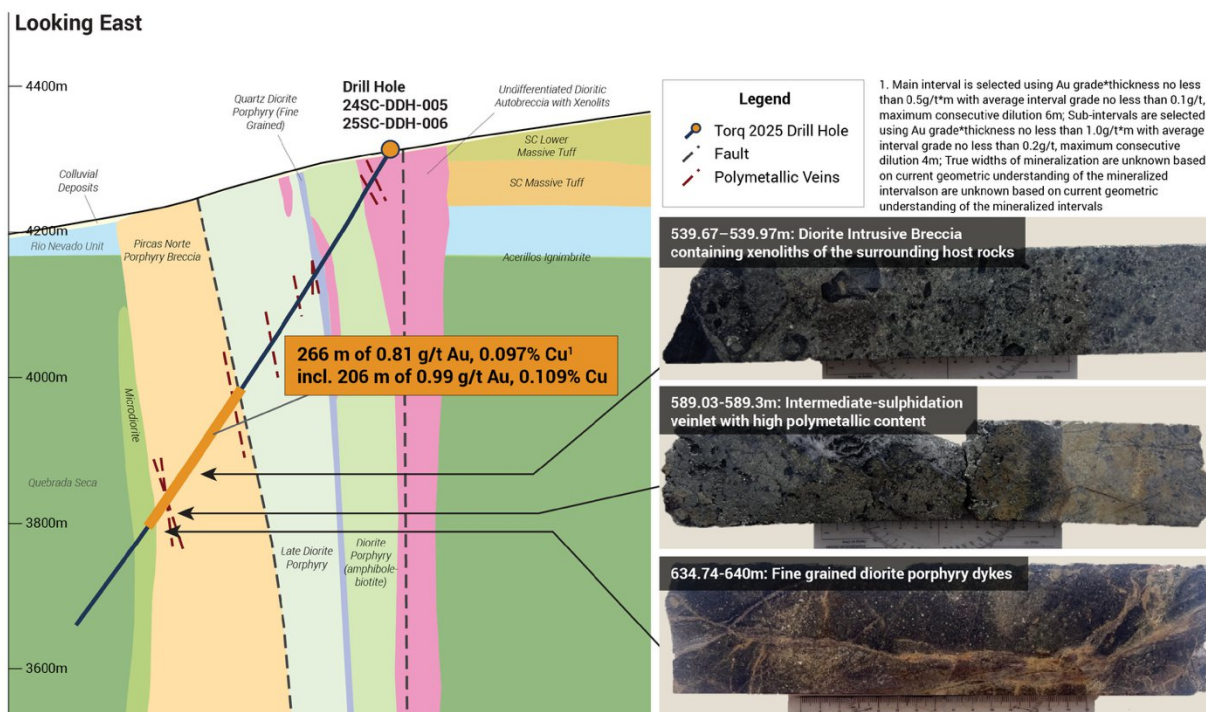 Looking East
4400m
4200m
4000m
3800m
3600m
Colluvial
Deposits
Rio Nevado Unit
Pircas Norte
Porphyry Breccia
Quartz Diorite
Porphyry (Fine
Grained)
Drill Hole
24SC-DDH-005
25SC-DDH-006
Undifferentiated Dioritic
Autobreccia with Xenolits
SC Lower
Massive Tuff
SC Massive Tuff
Acerillos Ignimbrite
266 m of 0.81 g/t Au, 0.097% Cu¹
incl. 206 m of 0.99 g/t Au, 0.109% Cu
Microdiorite
Quebrada Seca
Late Diorite
Porphyry
Diorite
Porphyry
(amphibole-
biotite)
Legend
Torq 2025 Drill Hole
Fault
Polymetallic Veins
1. Main interval is selected using Au grade*thickness no less
than 0.5g/t*m with average interval grade no less than 0.1g/t,
maximum consecutive dilution 6m; Sub-intervals are selected
using Au grade*thickness no less than 1.0g/t*m with average
interval grade no less than 0.2g/t, maximum consecutive
dilution 4m; True widths of mineralization are unknown based
on current geometric understanding of the mineralized
intervalson are unknown based on current geometric
understanding of the mineralized intervals
539.67–539.97m: Diorite Intrusive Breccia
containing xenoliths of the surrounding host rocks
589.03-589.3m: Intermediate-sulphidation
veinlet with high polymetallic content
634.74-640m: Fine grained diorite porphyry dykes